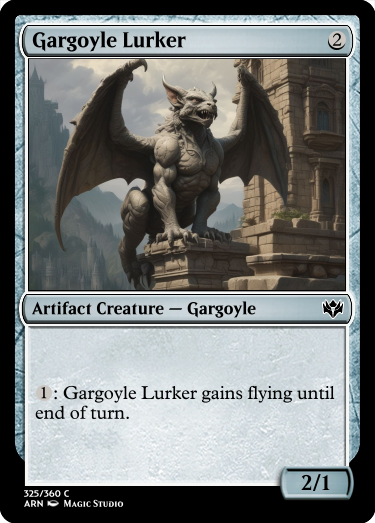 Gargoyle Lurker 2
Artifact Creature — Gargoyle
1: Gargoyle Lurker gains flying until
end of turn.
2/1
325/360 C
ARN Magic Studio